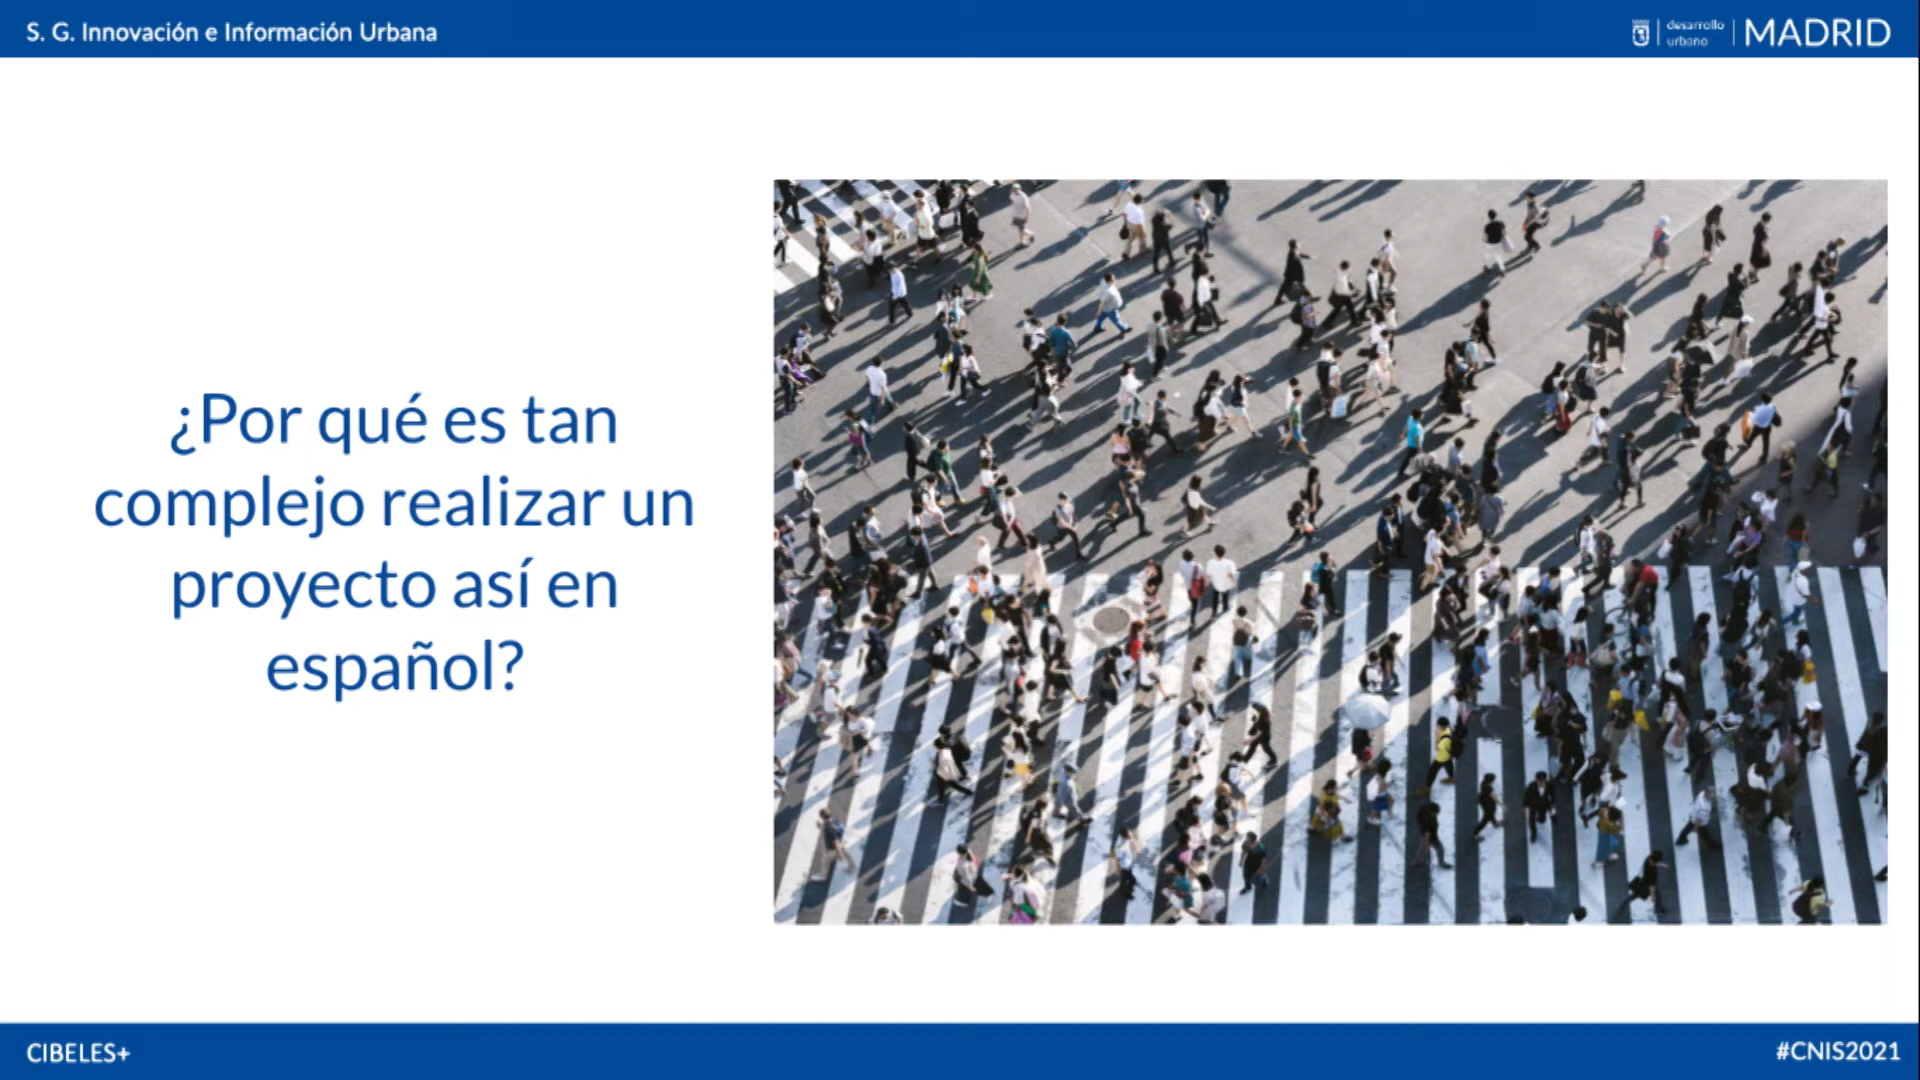 S. G. Innovación e Información Urbana
desarrollo
urbano
MADRID
¿Por qué es tan
complejo realizar un
proyecto así en
español?
CIBELES+
#CNIS2021